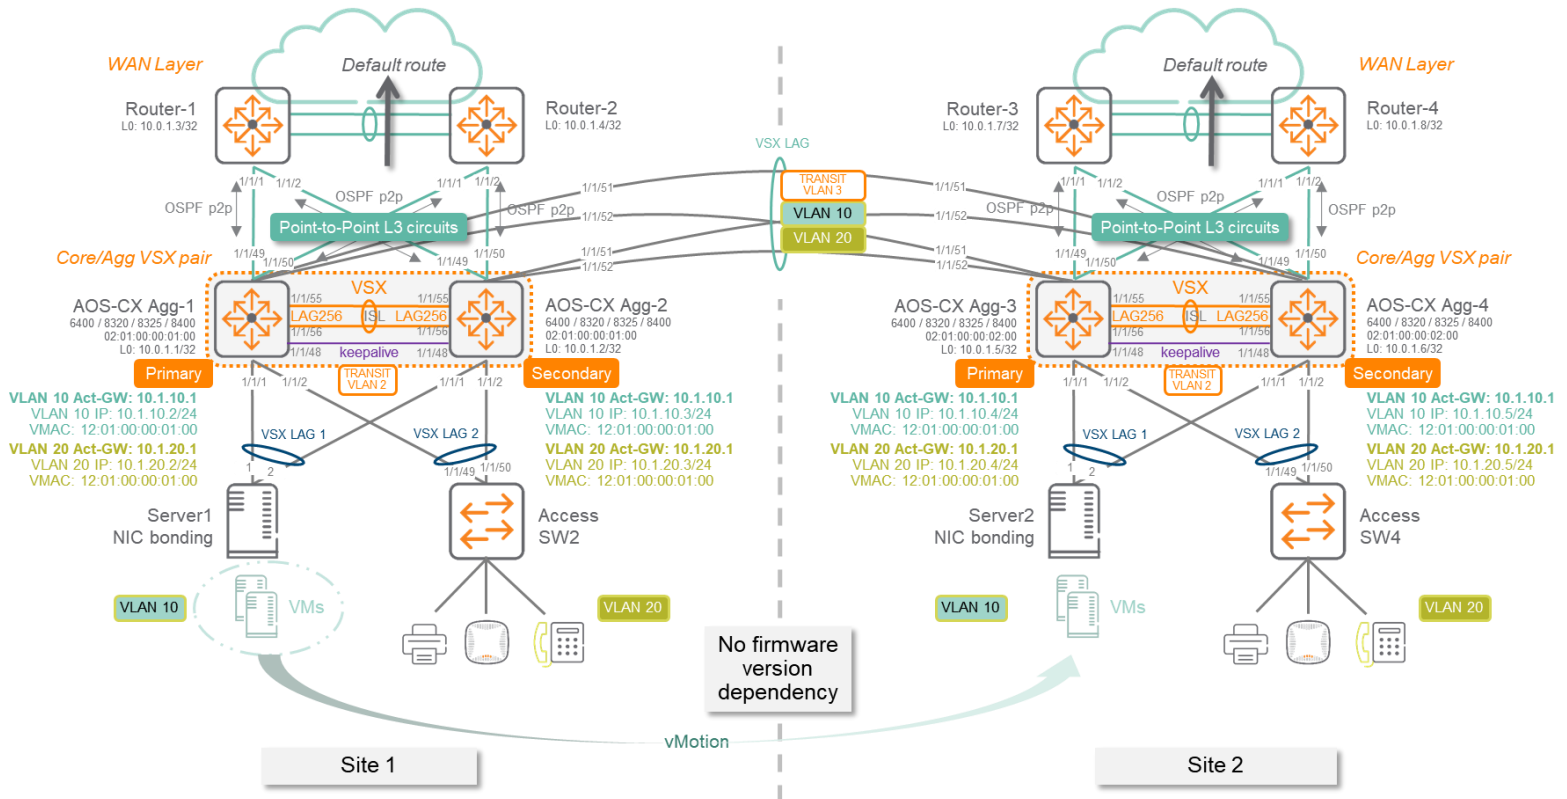 WAN Layer
Default route
Router-1
L0: 10.0.1.3/32
Router-2
L0: 10.0.1.4/32
1/1/1
1/1/2
1/1/1
1/1/2
OSPF p2p
OSPF p2p
OSPF p2p
OSPF p2p
Point-to-Point L3 circuits
1/1/49
1/1/50
1/1/49
1/1/50
Core/Agg VSX pair
1/1/51
1/1/52
1/1/51
1/1/52
VSX LAG
TRANSIT
VLAN 3
VLAN 10
VLAN 20
1/1/51
1/1/52
1/1/51
1/1/52
WAN Layer
Default route
Router-3
L0: 10.0.1.7/32
Router-4
L0: 10.0.1.8/32
1/1/1
1/1/2
1/1/1
1/1/2
OSPF p2p
OSPF p2p
OSPF p2p
OSPF p2p
Point-to-Point L3 circuits
1/1/49
1/1/50
1/1/49
1/1/50
Core/Agg VSX pair
AOS-CX Agg-1
6400 / 8320 / 8325 / 8400
02:01:00:00:01:00
L0: 10.0.1.1/32
Primary
VSX
1/1/55
1/1/55
LAG256
ISL
LAG256
1/1/56
1/1/56
1/1/48
keepalive
1/1/48
TRANSIT
VLAN 2
AOS-CX Agg-2
6400 / 8320 / 8325 / 8400
02:01:00:00:01:00
L0: 10.0.1.2/32
Secondary
1/1/1
1/1/2
1/1/1
1/1/2
VLAN 10 Act-GW: 10.1.10.1
VLAN 10 IP: 10.1.10.2/24
VMAC: 12:01:00:00:01:00
VLAN 20 Act-GW: 10.1.20.1
VLAN 20 IP: 10.1.20.2/24
VMAC: 12:01:00:00:01:00
VSX LAG 1
VSX LAG 2
VLAN 10 Act-GW: 10.1.10.1
VLAN 10 IP: 10.1.10.3/24
VMAC: 12:01:00:00:01:00
VLAN 20 Act-GW: 10.1.20.1
VLAN 20 IP: 10.1.20.3/24
VMAC: 12:01:00:00:01:00
1
2
1/1/49
1/1/50
Server1
NIC bonding
Access
SW2
VLAN 10
VMs
VLAN 20
AOS-CX Agg-3
6400 / 8320 / 8325 / 8400
02:01:00:00:02:00
L0: 10.0.1.5/32
Primary
VSX
1/1/55
1/1/55
LAG256
ISL
LAG256
1/1/56
1/1/56
1/1/48
keepalive
1/1/48
TRANSIT
VLAN 2
AOS-CX Agg-4
6400 / 8320 / 8325 / 8400
02:01:00:00:02:00
L0: 10.0.1.6/32
Secondary
1/1/1
1/1/2
1/1/1
1/1/2
VLAN 10 Act-GW: 10.1.10.1
VLAN 10 IP: 10.1.10.4/24
VMAC: 12:01:00:00:01:00
VLAN 20 Act-GW: 10.1.20.1
VLAN 20 IP: 10.1.20.4/24
VMAC: 12:01:00:00:01:00
VSX LAG 1
VSX LAG 2
VLAN 10 Act-GW: 10.1.10.1
VLAN 10 IP: 10.1.10.5/24
VMAC: 12:01:00:00:01:00
VLAN 20 Act-GW: 10.1.20.1
VLAN 20 IP: 10.1.20.5/24
VMAC: 12:01:00:00:01:00
1
2
1/1/49
1/1/50
Server2
NIC bonding
Access
SW4
VLAN 10
VMs
VLAN 20
No firmware
version
dependency
vMotion
Site 1
Site 2